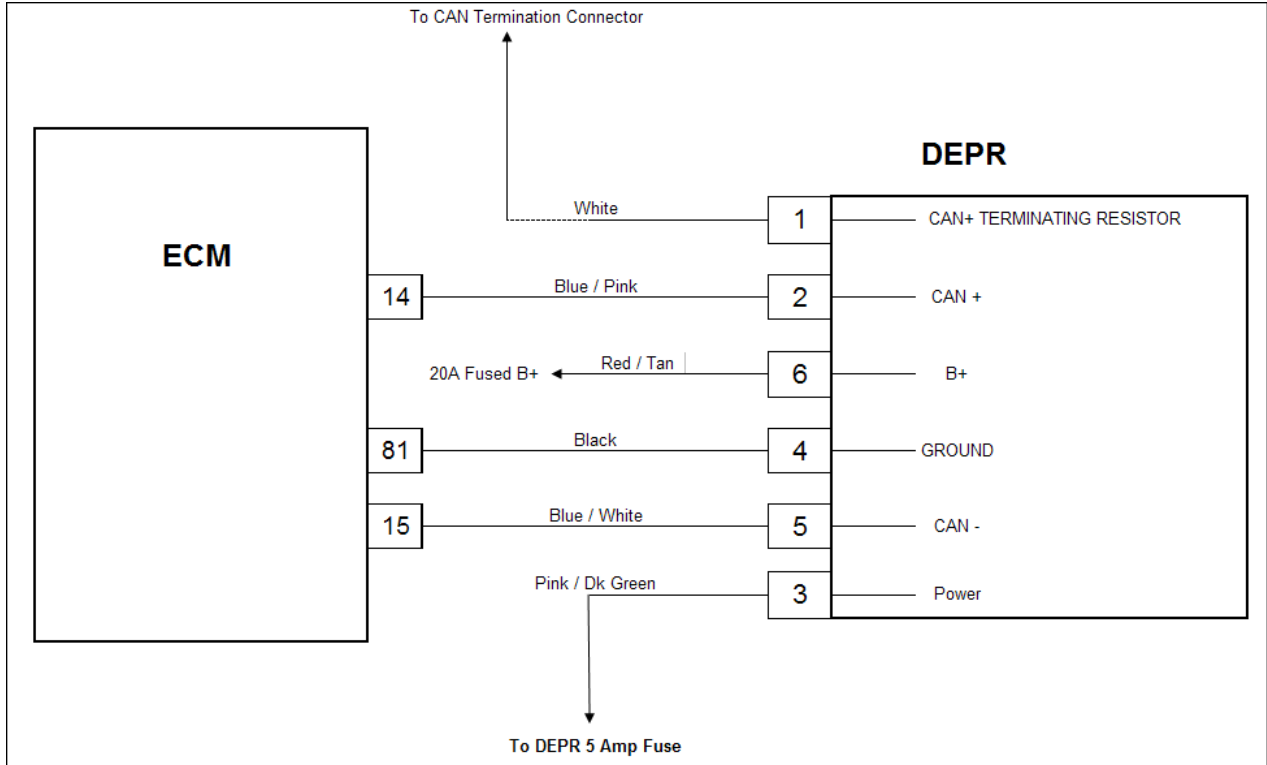 To CAN Termination Connector
DEPR
ECM
White
1
CAN+ TERMINATING RESISTOR
14
Blue / Pink
2
CAN +
20A Fused B+
Red / Tan
6
B+
81
Black
4
GROUND
15
Blue / White
5
CAN -
Pink / Dk Green
3
Power
To DEPR 5 Amp Fuse